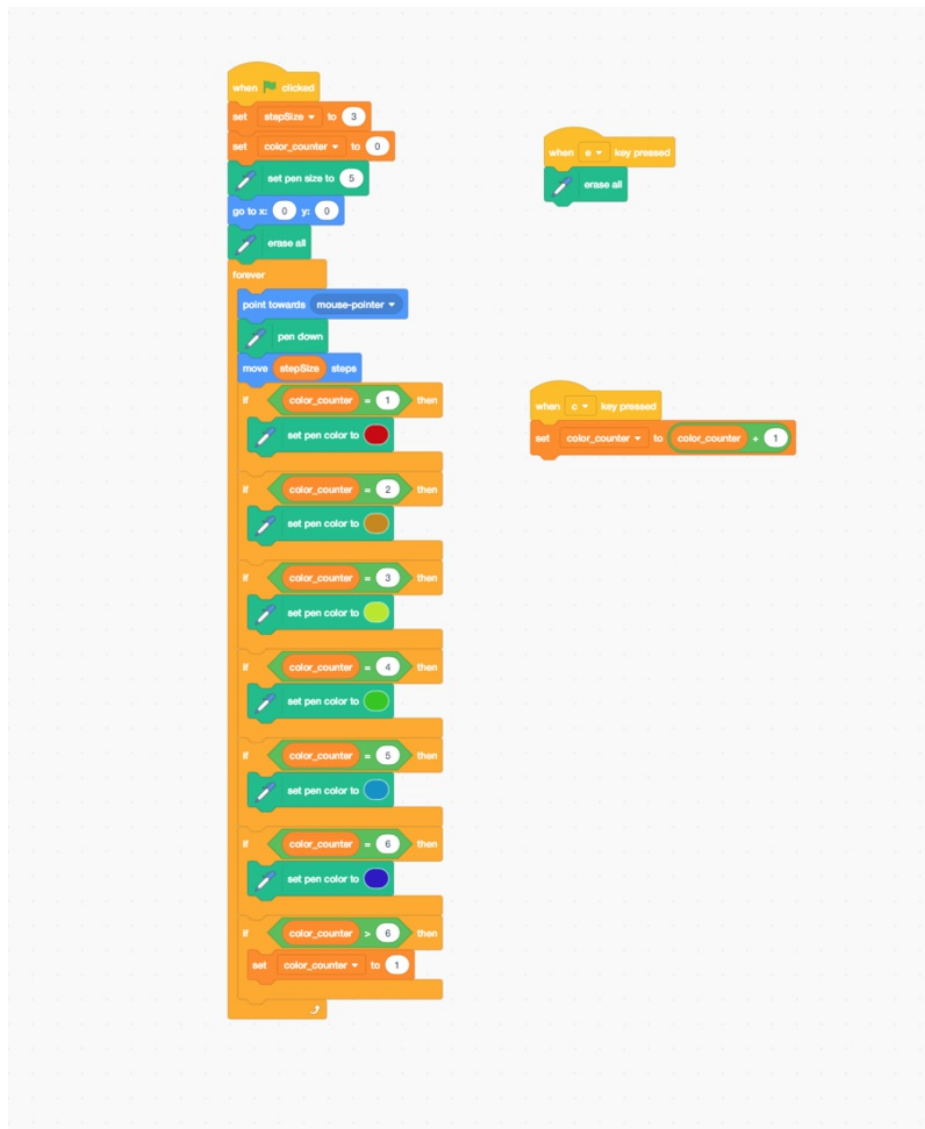 when clicked
set stepSize to 3
set color_counter to 0
set pen size to 5
go to x: 0 y: 0
erase all
forever
point towards mouse-pointer
pen down
move stepSize steps
if color_counter = 1 then
set pen color to
if color_counter = 2 then
set pen color to
if color_counter = 3 then
set pen color to
if color_counter = 4 then
set pen color to
if color_counter = 5 then
set pen color to
if color_counter = 6 then
set pen color to
if color_counter > 6 then
set color_counter to 1
when e key pressed
erase all
when c key pressed
set color_counter to color_counter + 1